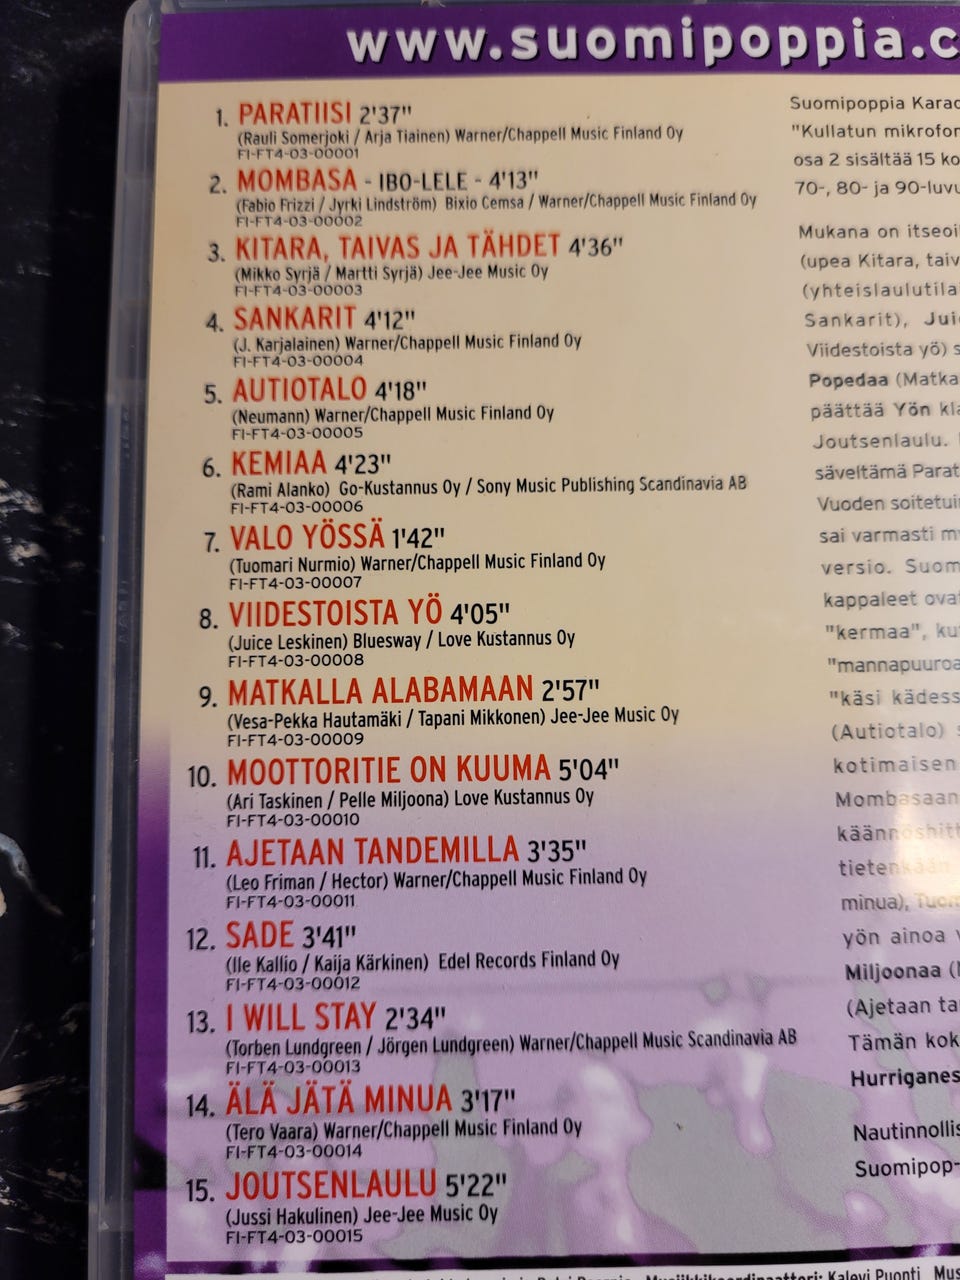 www.suomipoppia.c
1. PARATIISI 2'37"
(Rauli Somerjoki / Arja Tiainen) Warner/Chappell Music Finland Oy
FI-FT4-03-00001
2. MOMBASA - IBO-LELE - 4'13"
(Fabio Frizzi / Jyrki Lindström) Bixio Cemsa / Warner/Chappell Music Finland Oy
FI-FT4-03-00002
3. KITARA, TAIVAS JA TÄHDET 4'36"
(Mikko Syrjä / Martti Syrjä) Jee-Jee Music Oy
FI-FT4-03-00003
4. SANKARIT 4'12"
(J. Karjalainen) Warner/Chappell Music Finland Oy
FI-FT4-03-00004
5. AUTIOTALO 4'18"
(Neumann) Warner/Chappell Music Finland Oy
FI-FT4-03-00005
6. KEMIAA 4'23"
(Rami Alanko) Go-Kustannus Oy / Sony Music Publishing Scandinavia AB
FI-FT4-03-00006
7. VALO YÖSSÄ 1'42"
(Tuomari Nurmio) Warner/Chappell Music Finland Oy
FI-FT4-03-00007
8. VIIDESTOISTA YÖ 4'05"
(Juice Leskinen) Bluesway / Love Kustannus Oy
FI-FT4-03-00008
9. MATKALLA ALABAMAAN 2'57"
(Vesa-Pekka Hautamäki / Tapani Mikkonen) Jee-Jee Music Oy
FI-FT4-03-00009
10. MOOTTORITIE ON KUUMA 5'04"
(Ari Taskinen / Pelle Miljoona) Love Kustannus Oy
FI-FT4-03-00010
11. AJETAAN TANDEMILLA 3'35"
(Leo Friman / Hector) Warner/Chappell Music Finland Oy
FI-FT4-03-00011
12. SADE 3'41"
(Ile Kallio / Kaija Kärkinen) Edel Records Finland Oy
FI-FT4-03-00012
13. I WILL STAY 2'34"
(Torben Lundgreen / Jörgen Lundgreen) Warner/Chappell Music Scandinavia AB
FI-FT4-03-00013
14. ÄLÄ JÄTÄ MINUA 3'17"
(Tero Vaara) Warner/Chappell Music Finland Oy
FI-FT4-03-00014
15. JOUTSENLAULU 5'22"
(Jussi Hakulinen) Jee-Jee Music Oy
FI-FT4-03-00015
Suomipoppia Karao
"Kullatun mikrofor
osa 2 sisältää 15 ko
70-, 80- ja 90-luvu
Mukana on itseoi
(upea Kitara, taiv
(yhteislaulutila
Sankarit), Jui
Viidestoista yö) s
Popedaa (Matka
päättää Yön kla
Joutsenlaulu.
säveltämä Parat
Vuoden soitetuin
sai varmasti my
versio. Suom
kappaleet ovat
"kermaa", ku
"mannapuuroa
"käsi kädess
(Autiotalo) s
kotimaisen
Mombasaan
käännöshitt
tietenkään
minua), Tuom
yön ainoa v
Miljoonaa (
(Ajetaan ta
Tämän kok
Hurriganes
Nautinnollis
Suomipop-
Musiikkikoordinaattori: Kalevi Puonti Mus